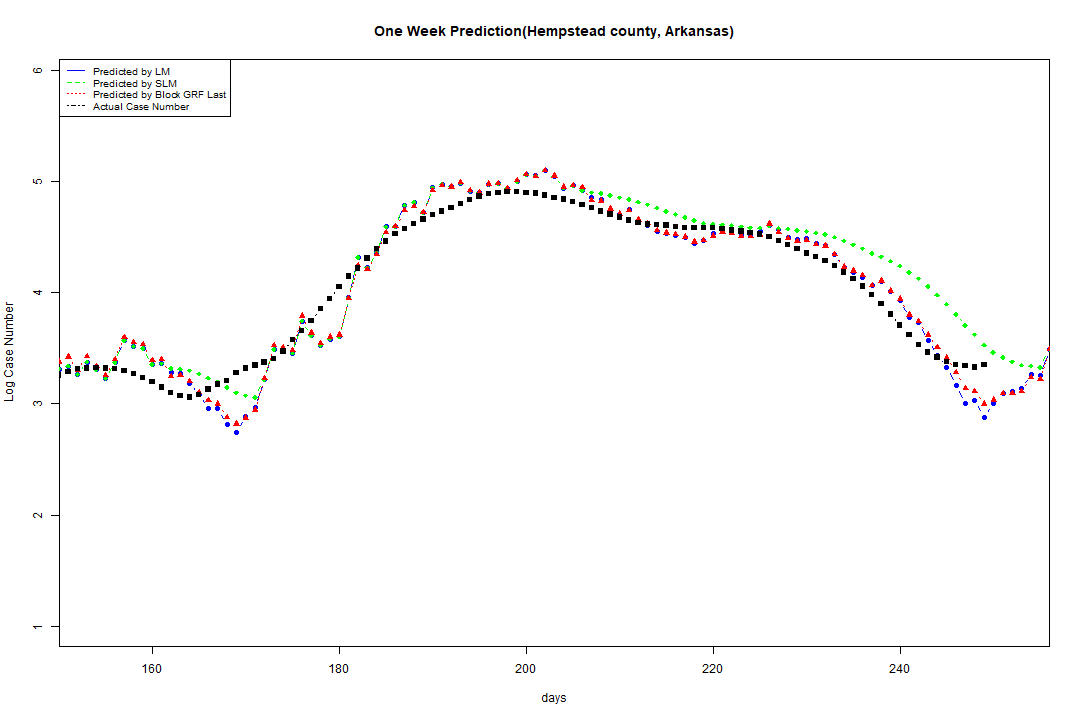 One Week Prediction(Hempstead county, Arkansas)
Predicted by LM
Predicted by SLM
Predicted by Block GRF Last
Actual Case Number
6
5
4
3
2
1
Log Case Number
160 180 200 220 240
days